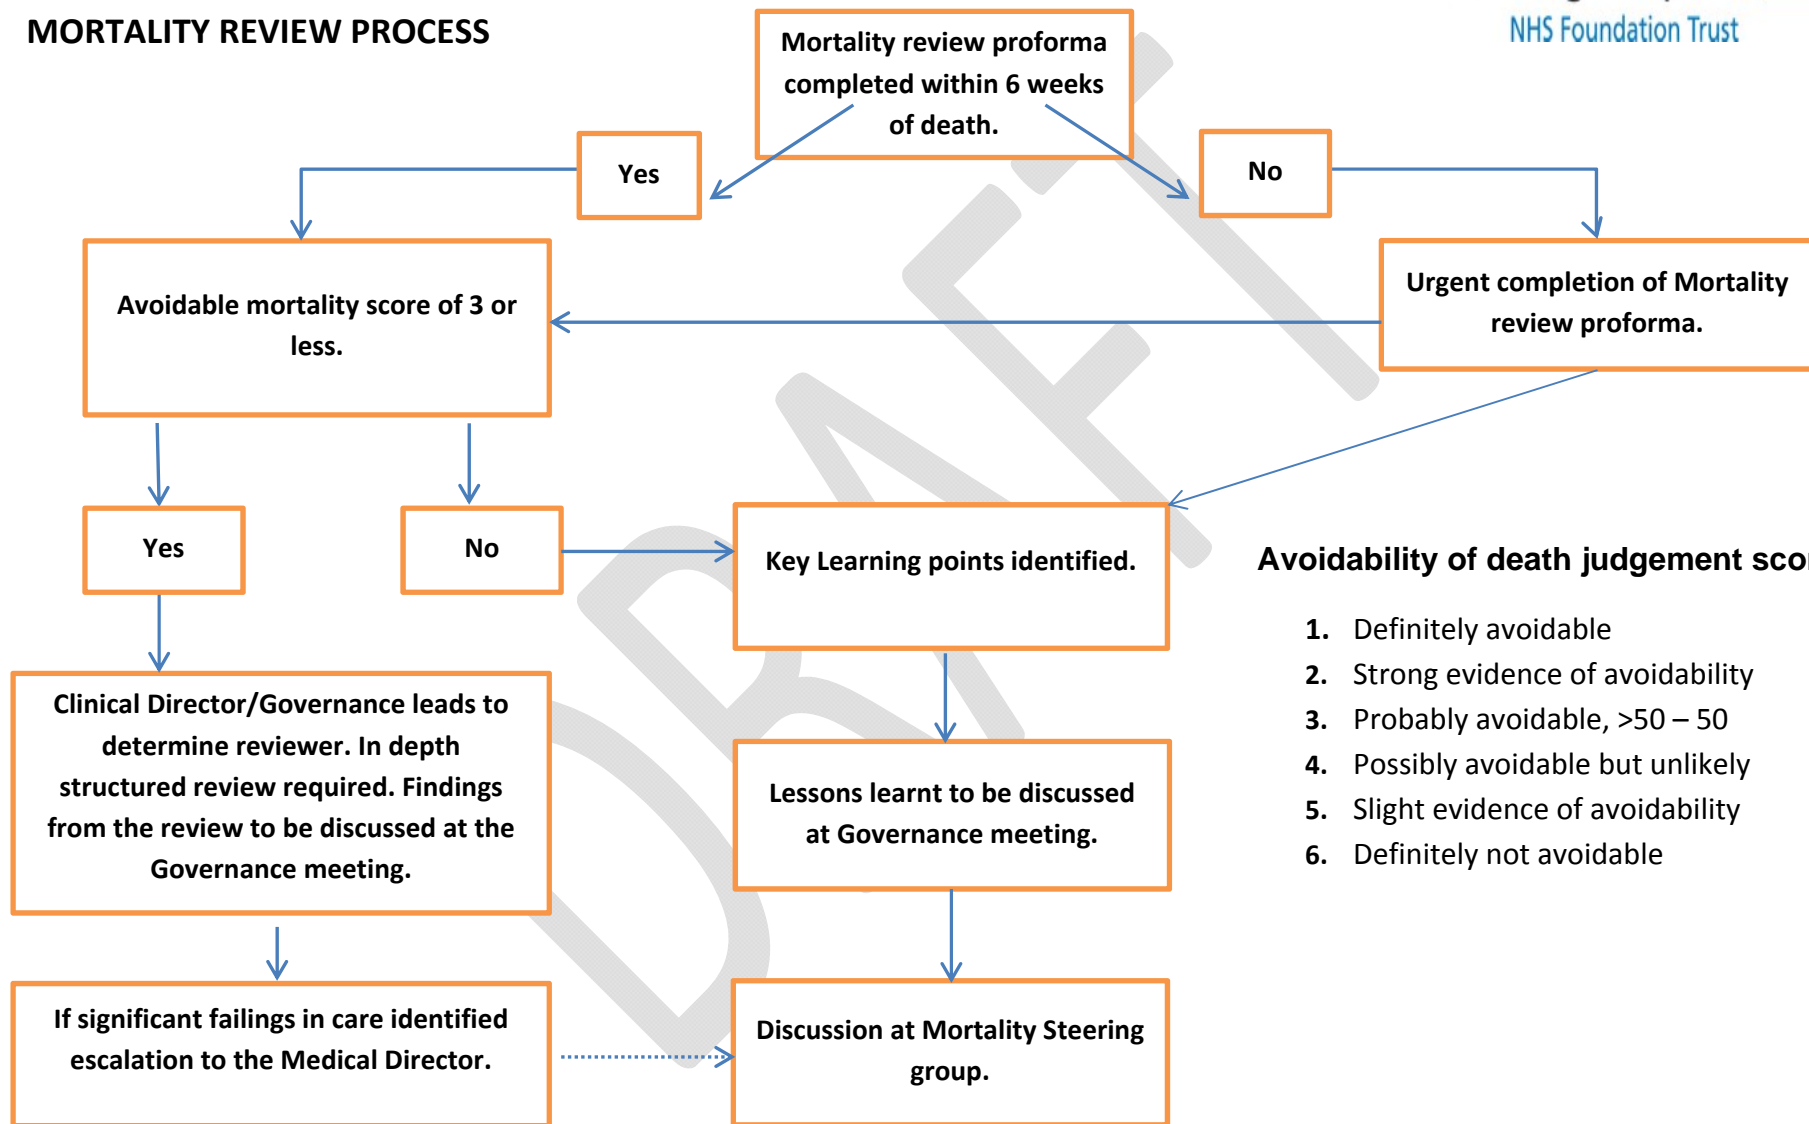 MORTALITY REVIEW PROCESS
NHS Foundation Trust
Mortality review proforma
completed within 6 weeks
of death.
Yes
No
Avoidable mortality score of 3 or
less.
Urgent completion of Mortality
review proforma.
Yes
No
Key Learning points identified.
Avoidability of death judgement
1. Definitely avoidable
2. Strong evidence of avoidability
3. Probably avoidable, >50 – 50
4. Possibly avoidable but unlikely
5. Slight evidence of avoidability
6. Definitely not avoidable
Clinical Director/Governance leads to
determine reviewer. In depth
structured review required. Findings
from the review to be discussed at the
Governance meeting.
Lessons learnt to be discussed
at Governance meeting.
If significant failings in care identified
escalation to the Medical Director.
Discussion at Mortality Steering
group.
DRAFT